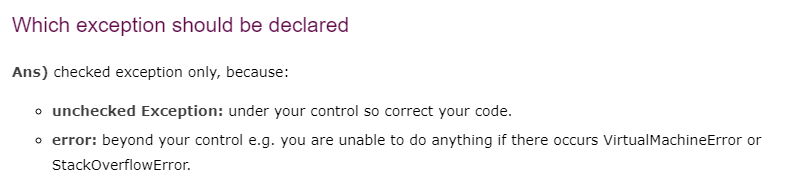 Which exception should be declared
Ans) checked exception only, because:
unchecked Exception: under your control so correct your code.
error: beyond your control e.g. you are unable to do anything if there occurs VirtualMachineError or
StackOverflowError.